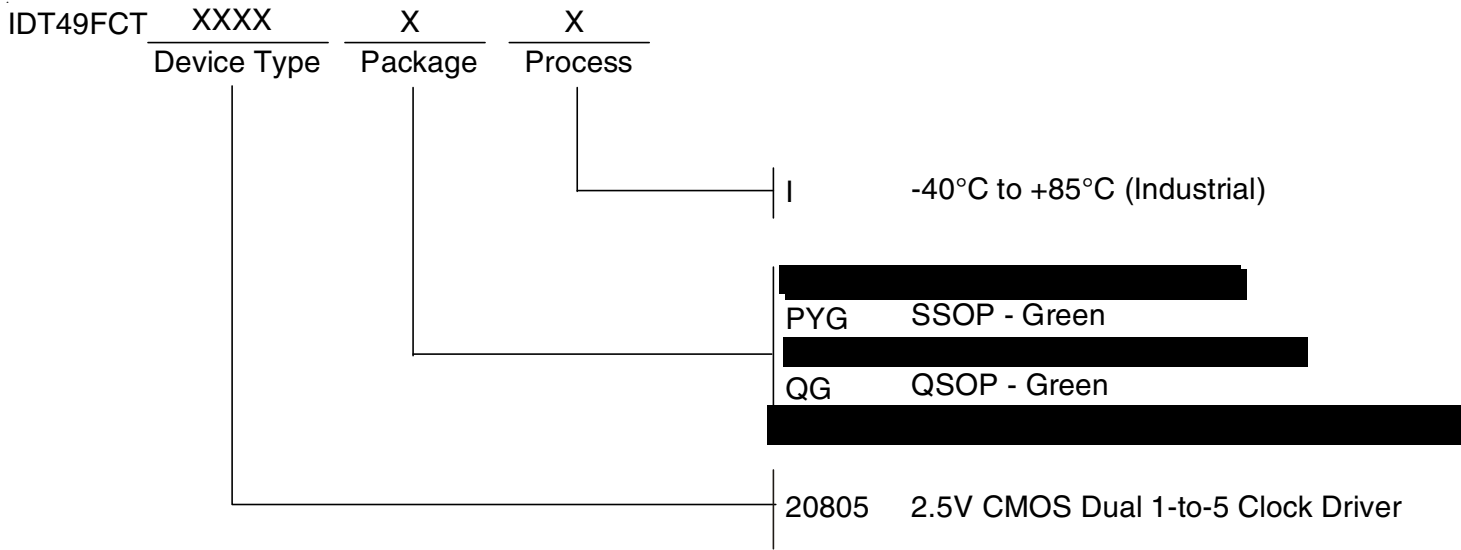 IDT49FCT XXXX X X
Device Type Package Process
I -40°C to +85°C (Industrial)
PYG SSOP - Green
QG QSOP - Green
20805 2.5V CMOS Dual 1-to-5 Clock Driver